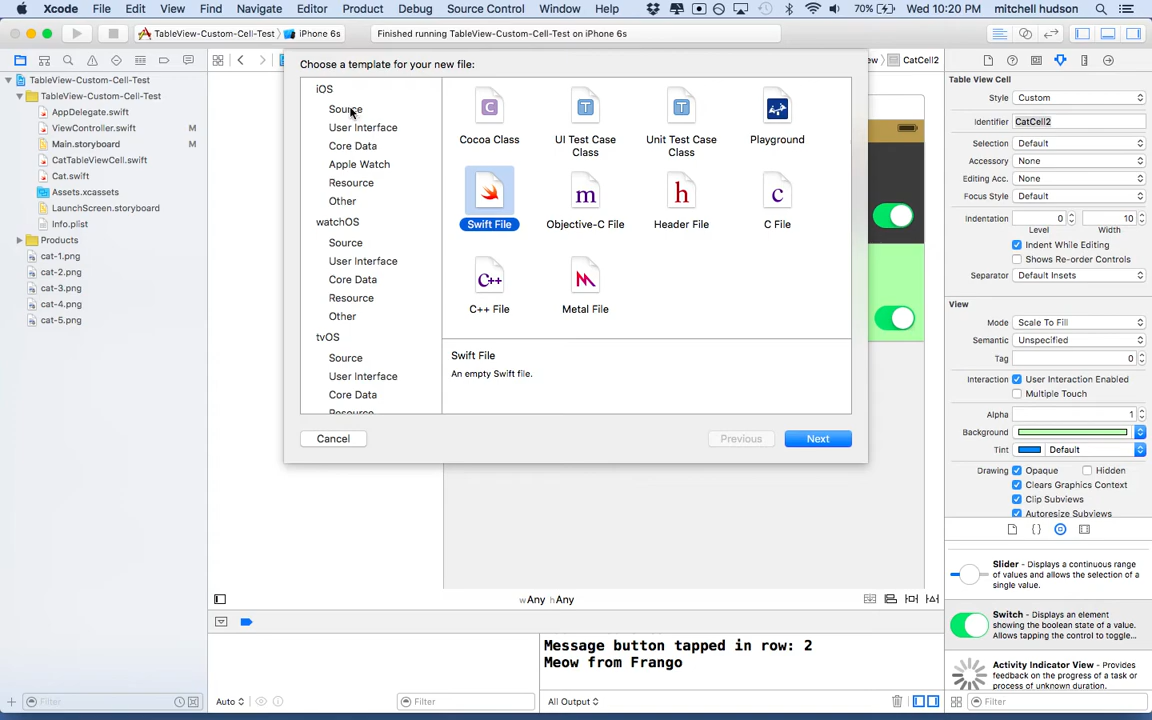 Xcode File Edit View Find Navigate Editor Product Debug Source Control Window Help 70% Wed 10:20 PM mitchell hudson
TableView-Custom-Cell-Test iPhone 6s Finished running TableView-Custom-Cell-Test on iPhone 6s
TableView-Custom-Cell-Test
TableView-Custom-Cell-Test
AppDelegate.swift
ViewController.swift M
Main.storyboard M
CatTableViewCell.swift
Cat.swift
Assets.xcassets
LaunchScreen.storyboard
Info.plist
Products
cat-1.png
cat-2.png
cat-3.png
cat-4.png
cat-5.png
Filter
Choose a template for your new file:
iOS
Source
User Interface
Core Data
Apple Watch
Resource
Other
watchOS
Source
User Interface
Core Data
Resource
Other
tvOS
Source
User Interface
Core Data
Resource
C
Cocoa Class
T
UI Test Case
Class
T
Unit Test Case
Class
Playground
Swift File
m
Objective-C File
h
Header File
c
C File
C++
C++ File
Metal File
Swift File
An empty Swift file.
Cancel
Previous
Next
CatCell2
wAny hAny
Auto
Filter
Message button tapped in row: 2
Meow from Frango
All Output
Table View Cell
Style Custom
Identifier CatCell2
Selection Default
Accessory None
Editing Acc. None
Focus Style Default
Indentation 0 10
Level Width
Indent While Editing
Shows Re-order Controls
Separator Default Insets
View
Mode Scale To Fill
Semantic Unspecified
Tag 0
Interaction User Interaction Enabled
Multiple Touch
Alpha 1
Background
Tint Default
Drawing Opaque Hidden
Clears Graphics Context
Clip Subviews
Autoresize Subviews
{ }
Slider - Displays a continuous range
of values and allows the selection of a
single value.
Switch - Displays an element
showing the boolean state of a value.
Allows tapping the control to toggle...
Activity Indicator View - Provides
feedback on the progress of a task or
process of unknown duration.
Filter